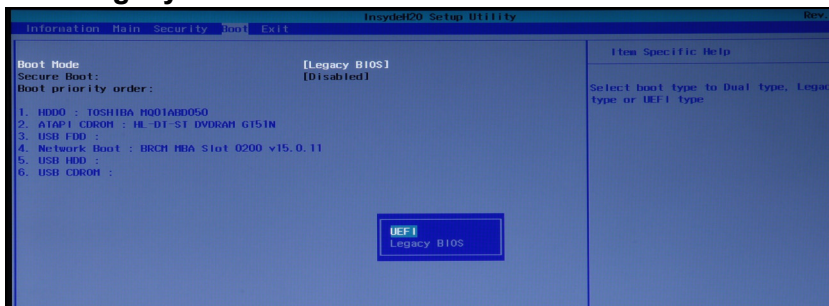 InsydeH20 Setup Utility
Rev.
Information Main Security Boot Exit
Item Specific Help
Boot Mode [Legacy BIOS]
Secure Boot: [Disabled]
Boot priority order:
Select boot type to Dual type, Legac
type or UEFI type
1. HDD0 : TOSHIBA MQ01ABD050
2. ATAPI CDROM : HL-DT-ST DVDRAM GT51N
3. USB FDD :
4. Network Boot : BRCM MBA Slot 0200 v15.0.11
5. USB HDD :
6. USB CDROM :
UEFI
Legacy BIOS